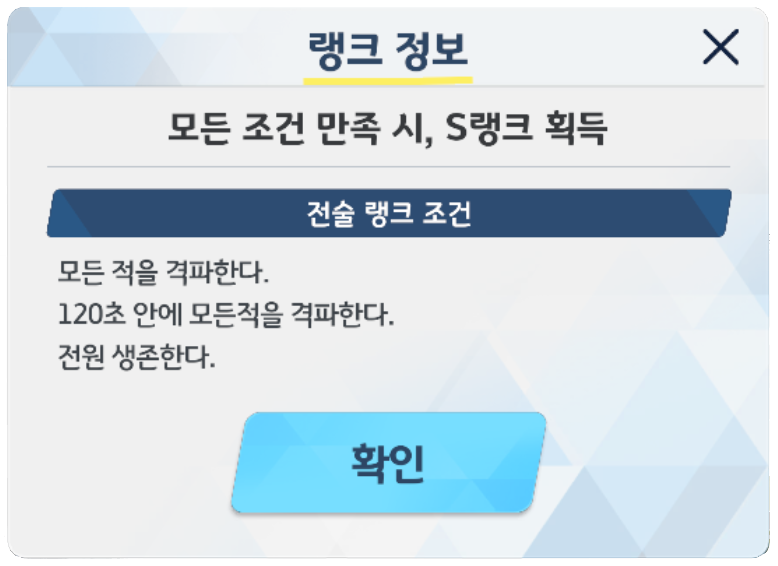 랭크 정보
모든 조건 만족 시, S랭크 획득
전술 랭크 조건
모든 적을 격파한다.
120초 안에 모든적을 격파한다.
전원 생존한다.
확인